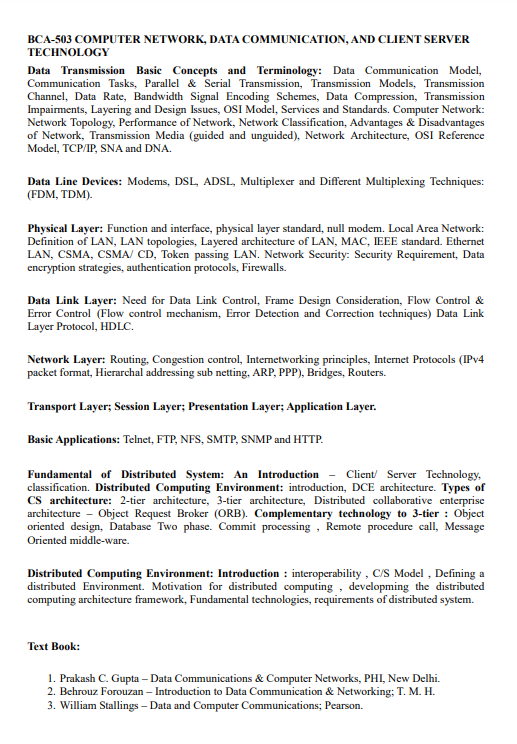 BCA-503 COMPUTER NETWORK, DATA COMMUNICATION, AND CLIENT SERVER
TECHNOLOGY
Data Transmission Basic Concepts and Terminology: Data Communication Model,
Communication Tasks, Parallel & Serial Transmission, Transmission Models, Transmission
Channel, Data Rate, Bandwidth Signal Encoding Schemes, Data Compression, Transmission
Impairments, Layering and Design Issues, OSI Model, Services and Standards. Computer Network:
Network Topology, Performance of Network, Network Classification, Advantages & Disadvantages
of Network, Transmission Media (guided and unguided), Network Architecture, OSI Reference
Model, TCP/IP, SNA and DNA.
Data Line Devices: Modems, DSL, ADSL, Multiplexer and Different Multiplexing Techniques:
(FDM, TDM).
Physical Layer: Function and interface, physical layer standard, null modem. Local Area Network:
Definition of LAN, LAN topologies, Layered architecture of LAN, MAC, IEEE standard. Ethernet
LAN, CSMA, CSMA/ CD, Token passing LAN. Network Security: Security Requirement, Data
encryption strategies, authentication protocols, Firewalls.
Data Link Layer: Need for Data Link Control, Frame Design Consideration, Flow Control &
Error Control (Flow control mechanism, Error Detection and Correction techniques) Data Link
Layer Protocol, HDLC.
Network Layer: Routing, Congestion control, Internetworking principles, Internet Protocols (IPv4
packet format, Hierarchal addressing sub netting, ARP, PPP), Bridges, Routers.
Transport Layer; Session Layer; Presentation Layer; Application Layer.
Basic Applications: Telnet, FTP, NFS, SMTP, SNMP and HTTP.
Fundamental of Distributed System: An Introduction – Client/ Server Technology,
classification. Distributed Computing Environment: introduction, DCE architecture. Types of
CS architecture: 2-tier architecture, 3-tier architecture, Distributed collaborative enterprise
architecture – Object Request Broker (ORB). Complementary technology to 3-tier : Object
oriented design, Database Two phase. Commit processing , Remote procedure call, Message
Oriented middle-ware.
Distributed Computing Environment: Introduction : interoperability , C/S Model , Defining a
distributed Environment. Motivation for distributed computing , developming the distributed
computing architecture framework, Fundamental technologies, requirements of distributed system.
Text Book:
1. Prakash C. Gupta – Data Communications & Computer Networks, PHI, New Delhi.
2. Behrouz Forouzan – Introduction to Data Communication & Networking; T. M. H.
3. William Stallings – Data and Computer Communications; Pearson.